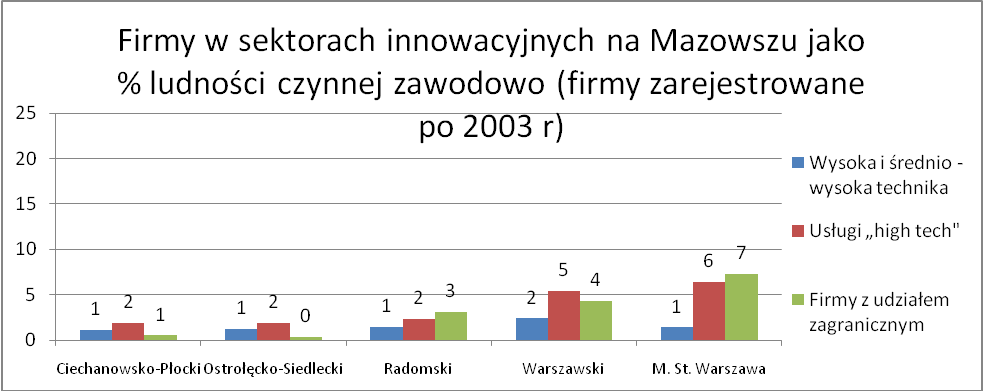 Firmy w sektorach innowacyjnych na Mazowszu jako
% ludności czynnej zawodowo (firmy zarejestrowane
po 2003 r)
25
20
15
10
5
0
1 2 1
1 2 0
1 2 3
2 5 4
1 6 7
Ciechanowsko-Płocki Ostrołęcko-Siedlecki Radomski Warszawski M. St. Warszawa
Wysoka i średnio -
wysoka technika
Usługi „high tech"
Firmy z udziałem
zagranicznym